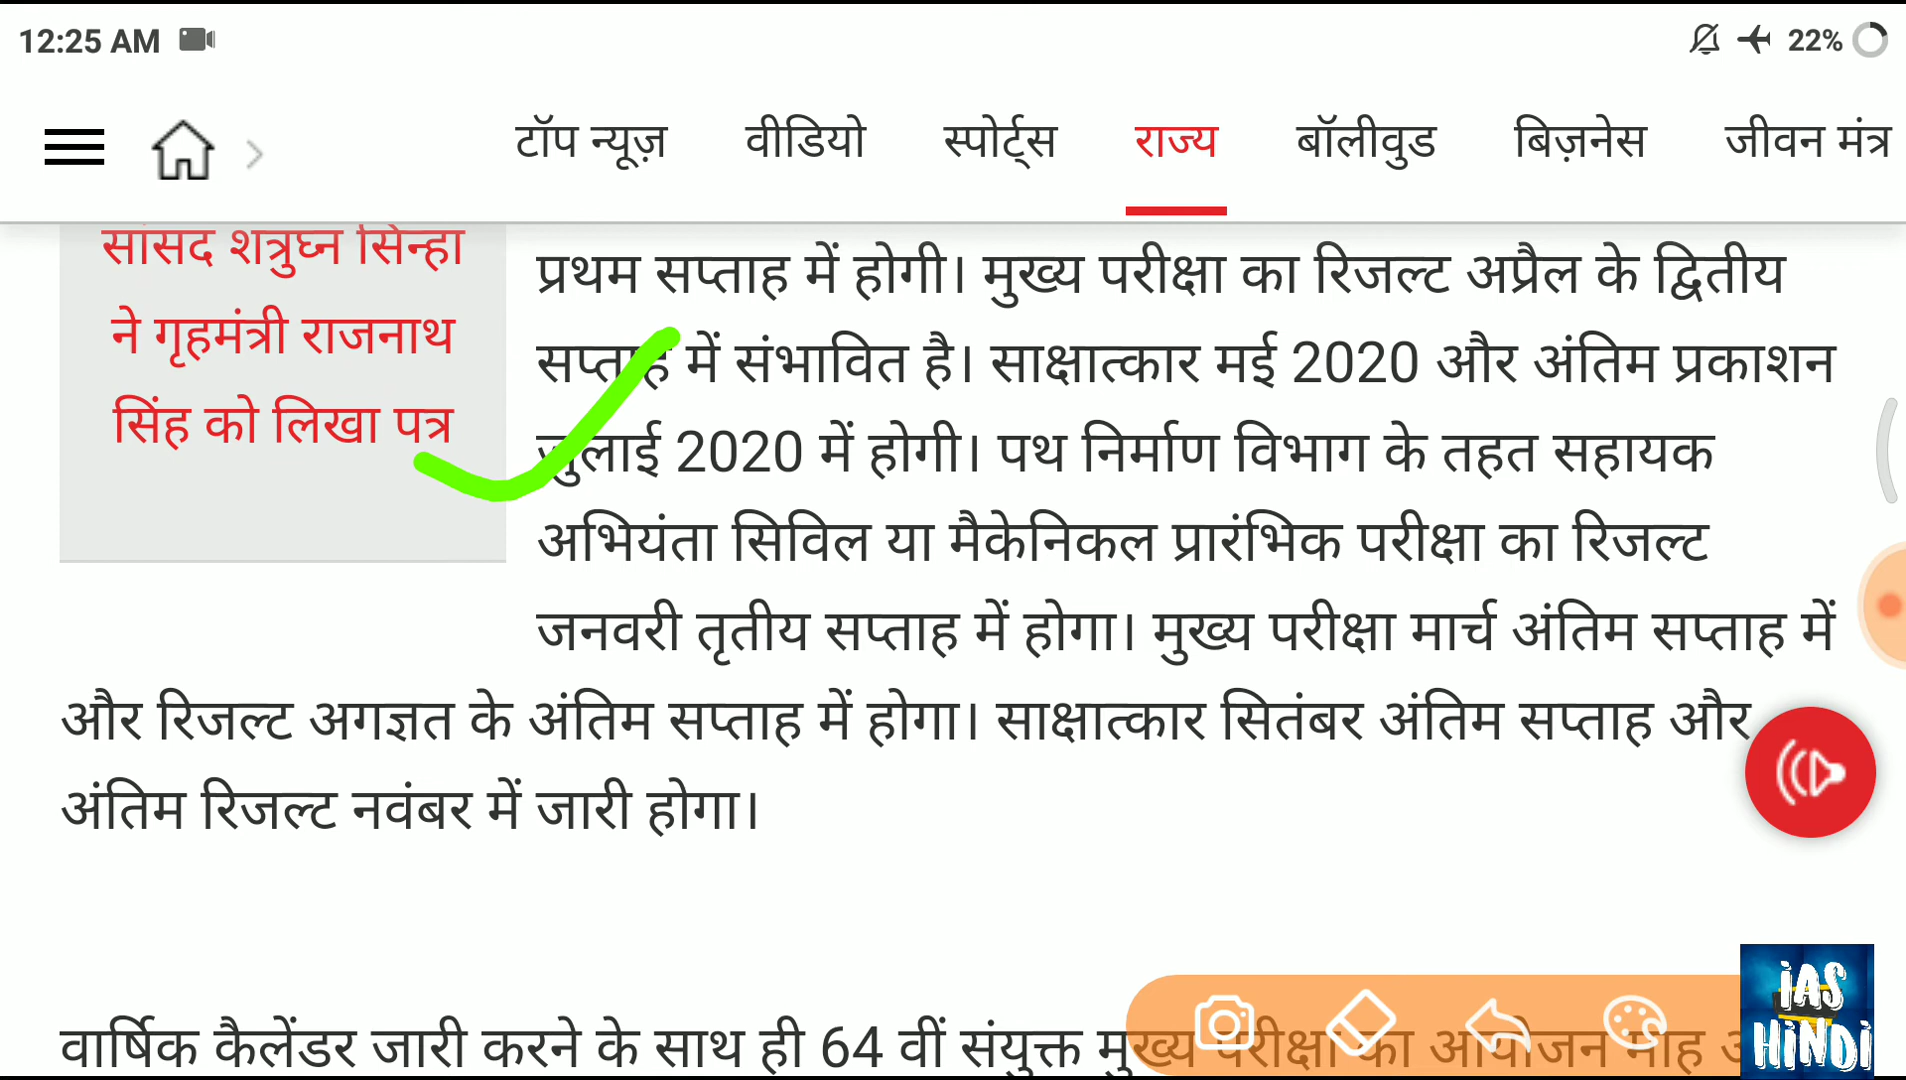 12:25 AM
22%
टॉप न्यूज़ वीडियो स्पोर्ट्स राज्य बॉलीवुड बिज़नेस जीवन मंत्र
सांसद शत्रुघ्न सिन्हा
ने गृहमंत्री राजनाथ
सिंह को लिखा पत्र
प्रथम सप्ताह में होगी। मुख्य परीक्षा का रिजल्ट अप्रैल के द्वितीय
सप्ताह में संभावित है। साक्षात्कार मई 2020 और अंतिम प्रकाशन
जुलाई 2020 में होगी। पथ निर्माण विभाग के तहत सहायक
अभियंता सिविल या मैकेनिकल प्रारंभिक परीक्षा का रिजल्ट
जनवरी तृतीय सप्ताह में होगा। मुख्य परीक्षा मार्च अंतिम सप्ताह में
और रिजल्ट अगज्ञत के अंतिम सप्ताह में होगा। साक्षात्कार सितंबर अंतिम सप्ताह और
अंतिम रिजल्ट नवंबर में जारी होगा।
वार्षिक कैलेंडर जारी करने के साथ ही 64 वीं संयुक्त मुख्य परीक्षा का आयोजन माह
iAS
HiNDi